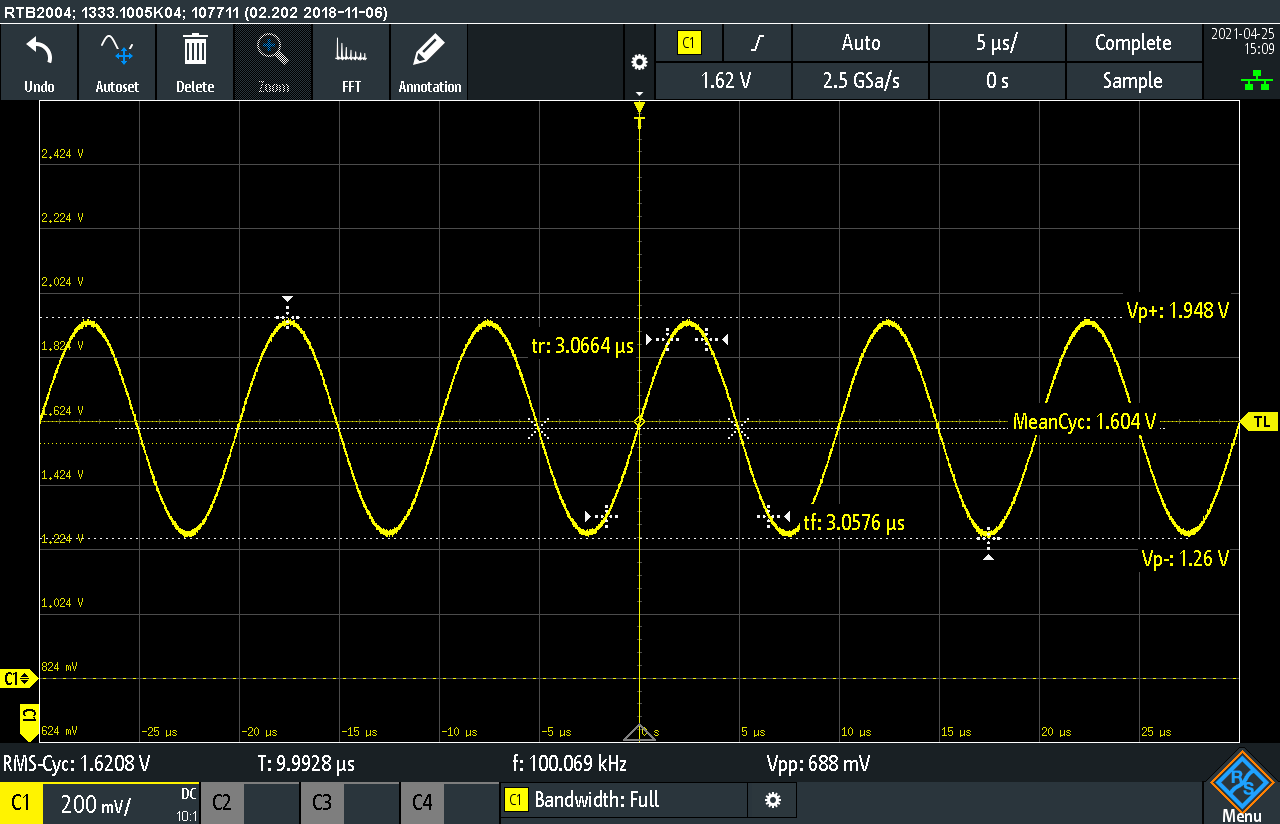 RTB2004; 1333.1005K04; 107711 (02.202 2018-11-06)
Undo Autoset Delete Zoom FFT Annotation
C1 Auto 5 µs/ Complete
1.62 V 2.5 GSa/s 0 s Sample
2021-04-25
15:09
T
2.424 V
2.224 V
2.024 V
Vp+: 1.948 V
1.824 V
tr: 3.0664 µs
1.624 V
MeanCyc: 1.604 V
TL
1.424 V
tf: 3.0576 µs
1.224 V
Vp-: 1.26 V
1.024 V
824 mV
C1
C1
624 mV
-25 µs -20 µs -15 µs -10 µs -5 µs 0 s 5 µs 10 µs 15 µs 20 µs 25 µs
RMS-Cyc: 1.6208 V T: 9.9928 µs f: 100.069 kHz Vpp: 688 mV
C1 200 mV/ DC 10:1 C2 C3 C4 C1 Bandwidth: Full
R&S
Menu